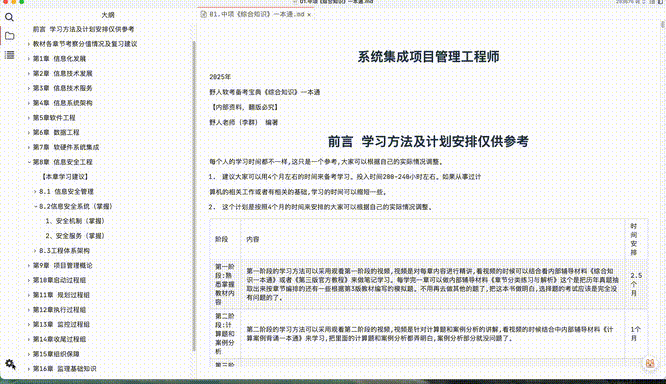 01.中项《综合知识》一本通.md
大纲
01.中项《综合知识》一本通.md ×
前言 学习方法及计划安排仅供参考
教材各章节考察分值情况及复习建议
第1章 信息化发展
第2章 信息技术发展
第3章 信息技术服务
第4章 信息系统架构
第5章软件工程
第6章 数据工程
第7章 软硬件系统集成
第8章 信息安全工程
【本章学习建议】
8.1 信息安全管理
8.2信息安全系统（掌握）
1、安全机制（掌握）
2、安全服务（掌握）
8.3工程体系架构
第9章 项目管理概论
第10章启动过程组
第11章 规划过程组
第12章执行过程组
第13章 监控过程组
第14章收尾过程组
第15章组织保障
第16章 监理基础知识
系统集成项目管理工程师
2025年
野人软考备考宝典《综合知识》一本通
【内部资料，翻版必究】
野人老师（李群） 编著
前言 学习方法及计划安排仅供参考
每个人的学习时间都不一样,这只是一个参考,大家可以根据自己的实际情况调整。
1. 建议大家可以用4个月左右的时间来备考学习。投入时间200-240小时左右。如果从事过计
算机的相关工作或者有相关的基础,学习的时间可以缩短一些。
2. 这个计划是按照4个月的时间来安排的大家可以根据自己的实际情况调整。
阶段
内容
时间安排
第一阶段:熟悉掌握教材内容
第一阶段的学习方法可以采用观看第一阶段的视频,视频是对每章内容进行精讲,看视频的时候可以结合看内部辅导材料《综合知识一本通》或者《第三版官方教程》来做笔记学习。每学完一章可以做内部辅导材料《章节分类练习与解析》这个是把历年真题抽取出来按章节编排的还有一些根据第3版教材编写的模拟题。不用再去做其他的题了,把这本书做明白,选择题的考试应该是完全没有问题的了。
2.5个月
第二阶段:计算题和案例分析
第二阶段的学习方法可以采用观看第二阶段的视频,视频是针对计算题和案例分析的讲解,看视频的时候结合中内部辅导材料《计算案例背诵一本通》来学习,把里面的计算题和案例分析都弄明白,案例分析部分就没问题了。
1个月
第三阶